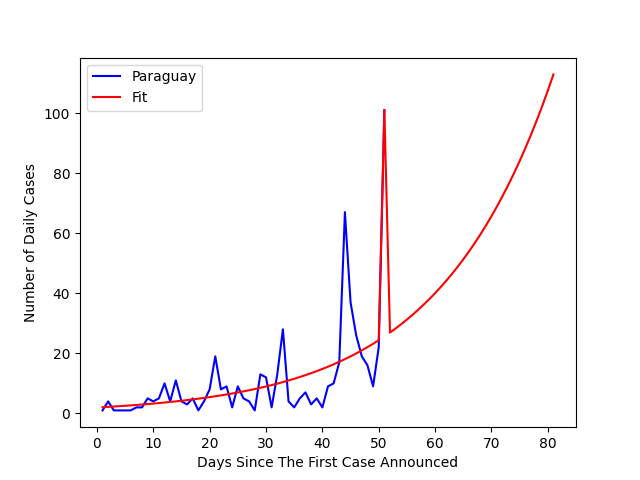 Paraguay
Fit
Number of Daily Cases
100
80
60
40
20
0
0 10 20 30 40 50 60 70 80
Days Since The First Case Announced